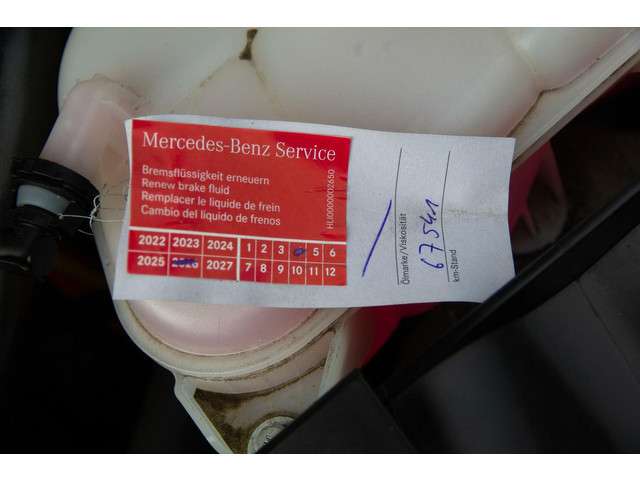 Mercedes-Benz Service
Bremsflüssigkeit erneuern
Renew brake fluid
Remplacer le liquide de frein
Cambio del líquido de frenos
HL0000002650
2022 2023 2024 1 2 3 4 5 6
2025 2026 2027 7 8 9 10 11 12
Ölmarke/Viskosität
67541
km-Stand